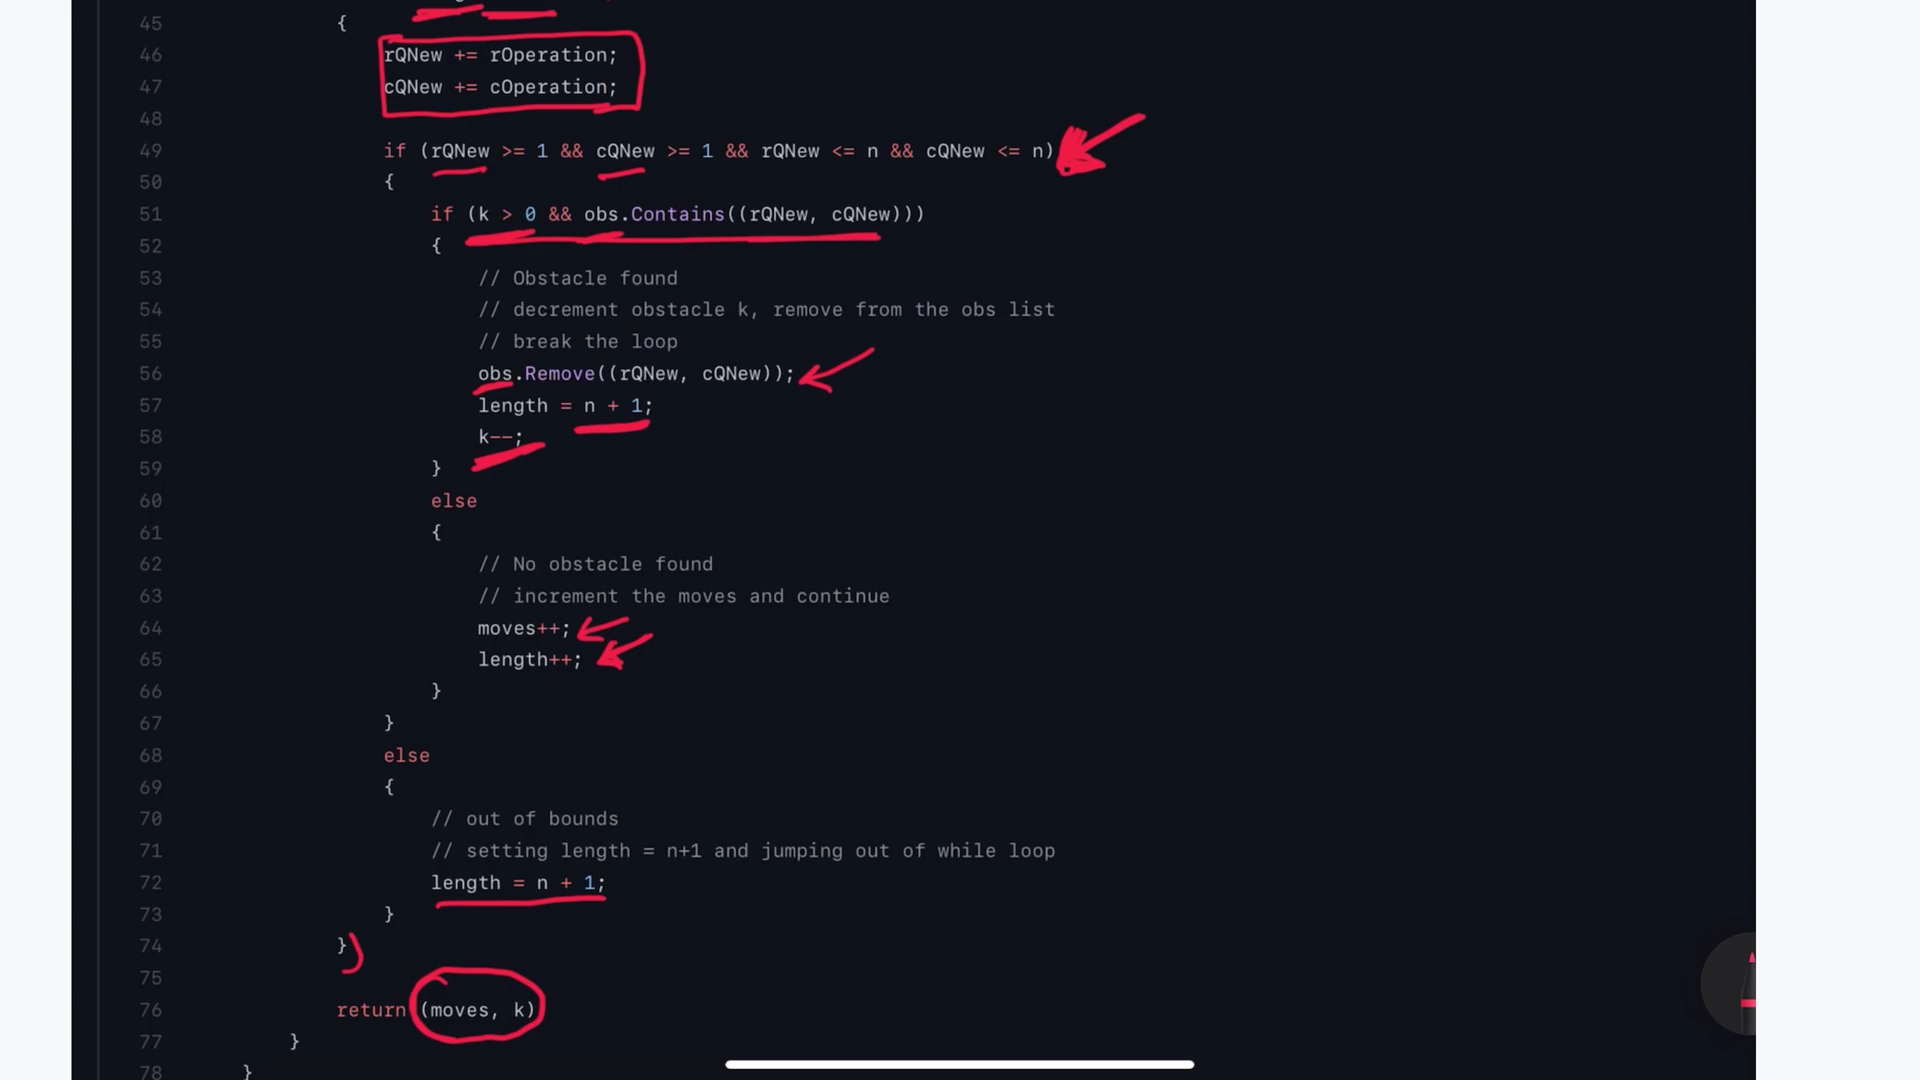 45 {
46 rQNew += rOperation;
47 cQNew += cOperation;
48
49 if (rQNew >= 1 && cQNew >= 1 && rQNew <= n && cQNew <= n)
50 {
51 if (k > 0 && obs.Contains((rQNew, cQNew)))
52 {
53 // Obstacle found
54 // decrement obstacle k, remove from the obs list
55 // break the loop
56 obs.Remove((rQNew, cQNew));
57 length = n + 1;
58 k--;
59 }
60 else
61 {
62 // No obstacle found
63 // increment the moves and continue
64 moves++;
65 length++;
66 }
67 }
68 else
69 {
70 // out of bounds
71 // setting length = n+1 and jumping out of while loop
72 length = n + 1;
73 }
74 }
75
76 return (moves, k)
77 }
78 }